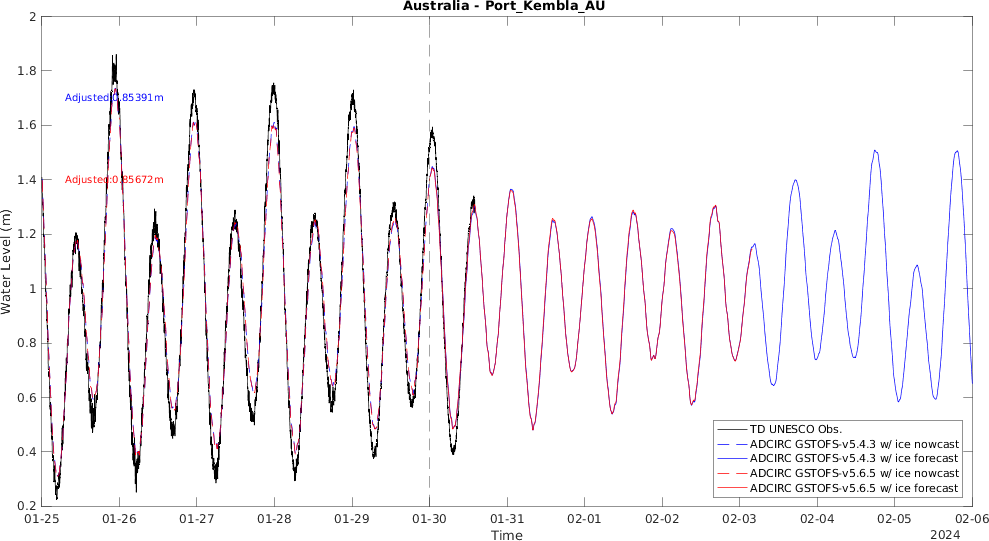 Australia - Port_Kembla_AU
2
1.8
1.6
1.4
1.2
1
0.8
0.6
0.4
0.2
Water Level (m)
Adjusted:0.85391m
Adjusted:0.85672m
TD UNESCO Obs.
ADCIRC GSTOFS-v5.4.3 w/ ice nowcast
ADCIRC GSTOFS-v5.4.3 w/ ice forecast
ADCIRC GSTOFS-v5.6.5 w/ ice nowcast
ADCIRC GSTOFS-v5.6.5 w/ ice forecast
01-25 01-26 01-27 01-28 01-29 01-30 01-31 02-01 02-02 02-03 02-04 02-05 02-06
Time
2024